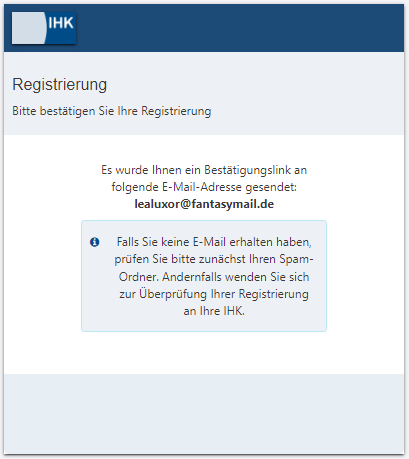 IHK
Registrierung
Bitte bestätigen Sie Ihre Registrierung
Es wurde Ihnen ein Bestätigungslink an
folgende E-Mail-Adresse gesendet:
lealuxor@fantasymail.de
Falls Sie keine E-Mail erhalten haben,
prüfen Sie bitte zunächst Ihren Spam-
Ordner. Andernfalls wenden Sie sich
zur Überprüfung Ihrer Registrierung
an Ihre IHK.